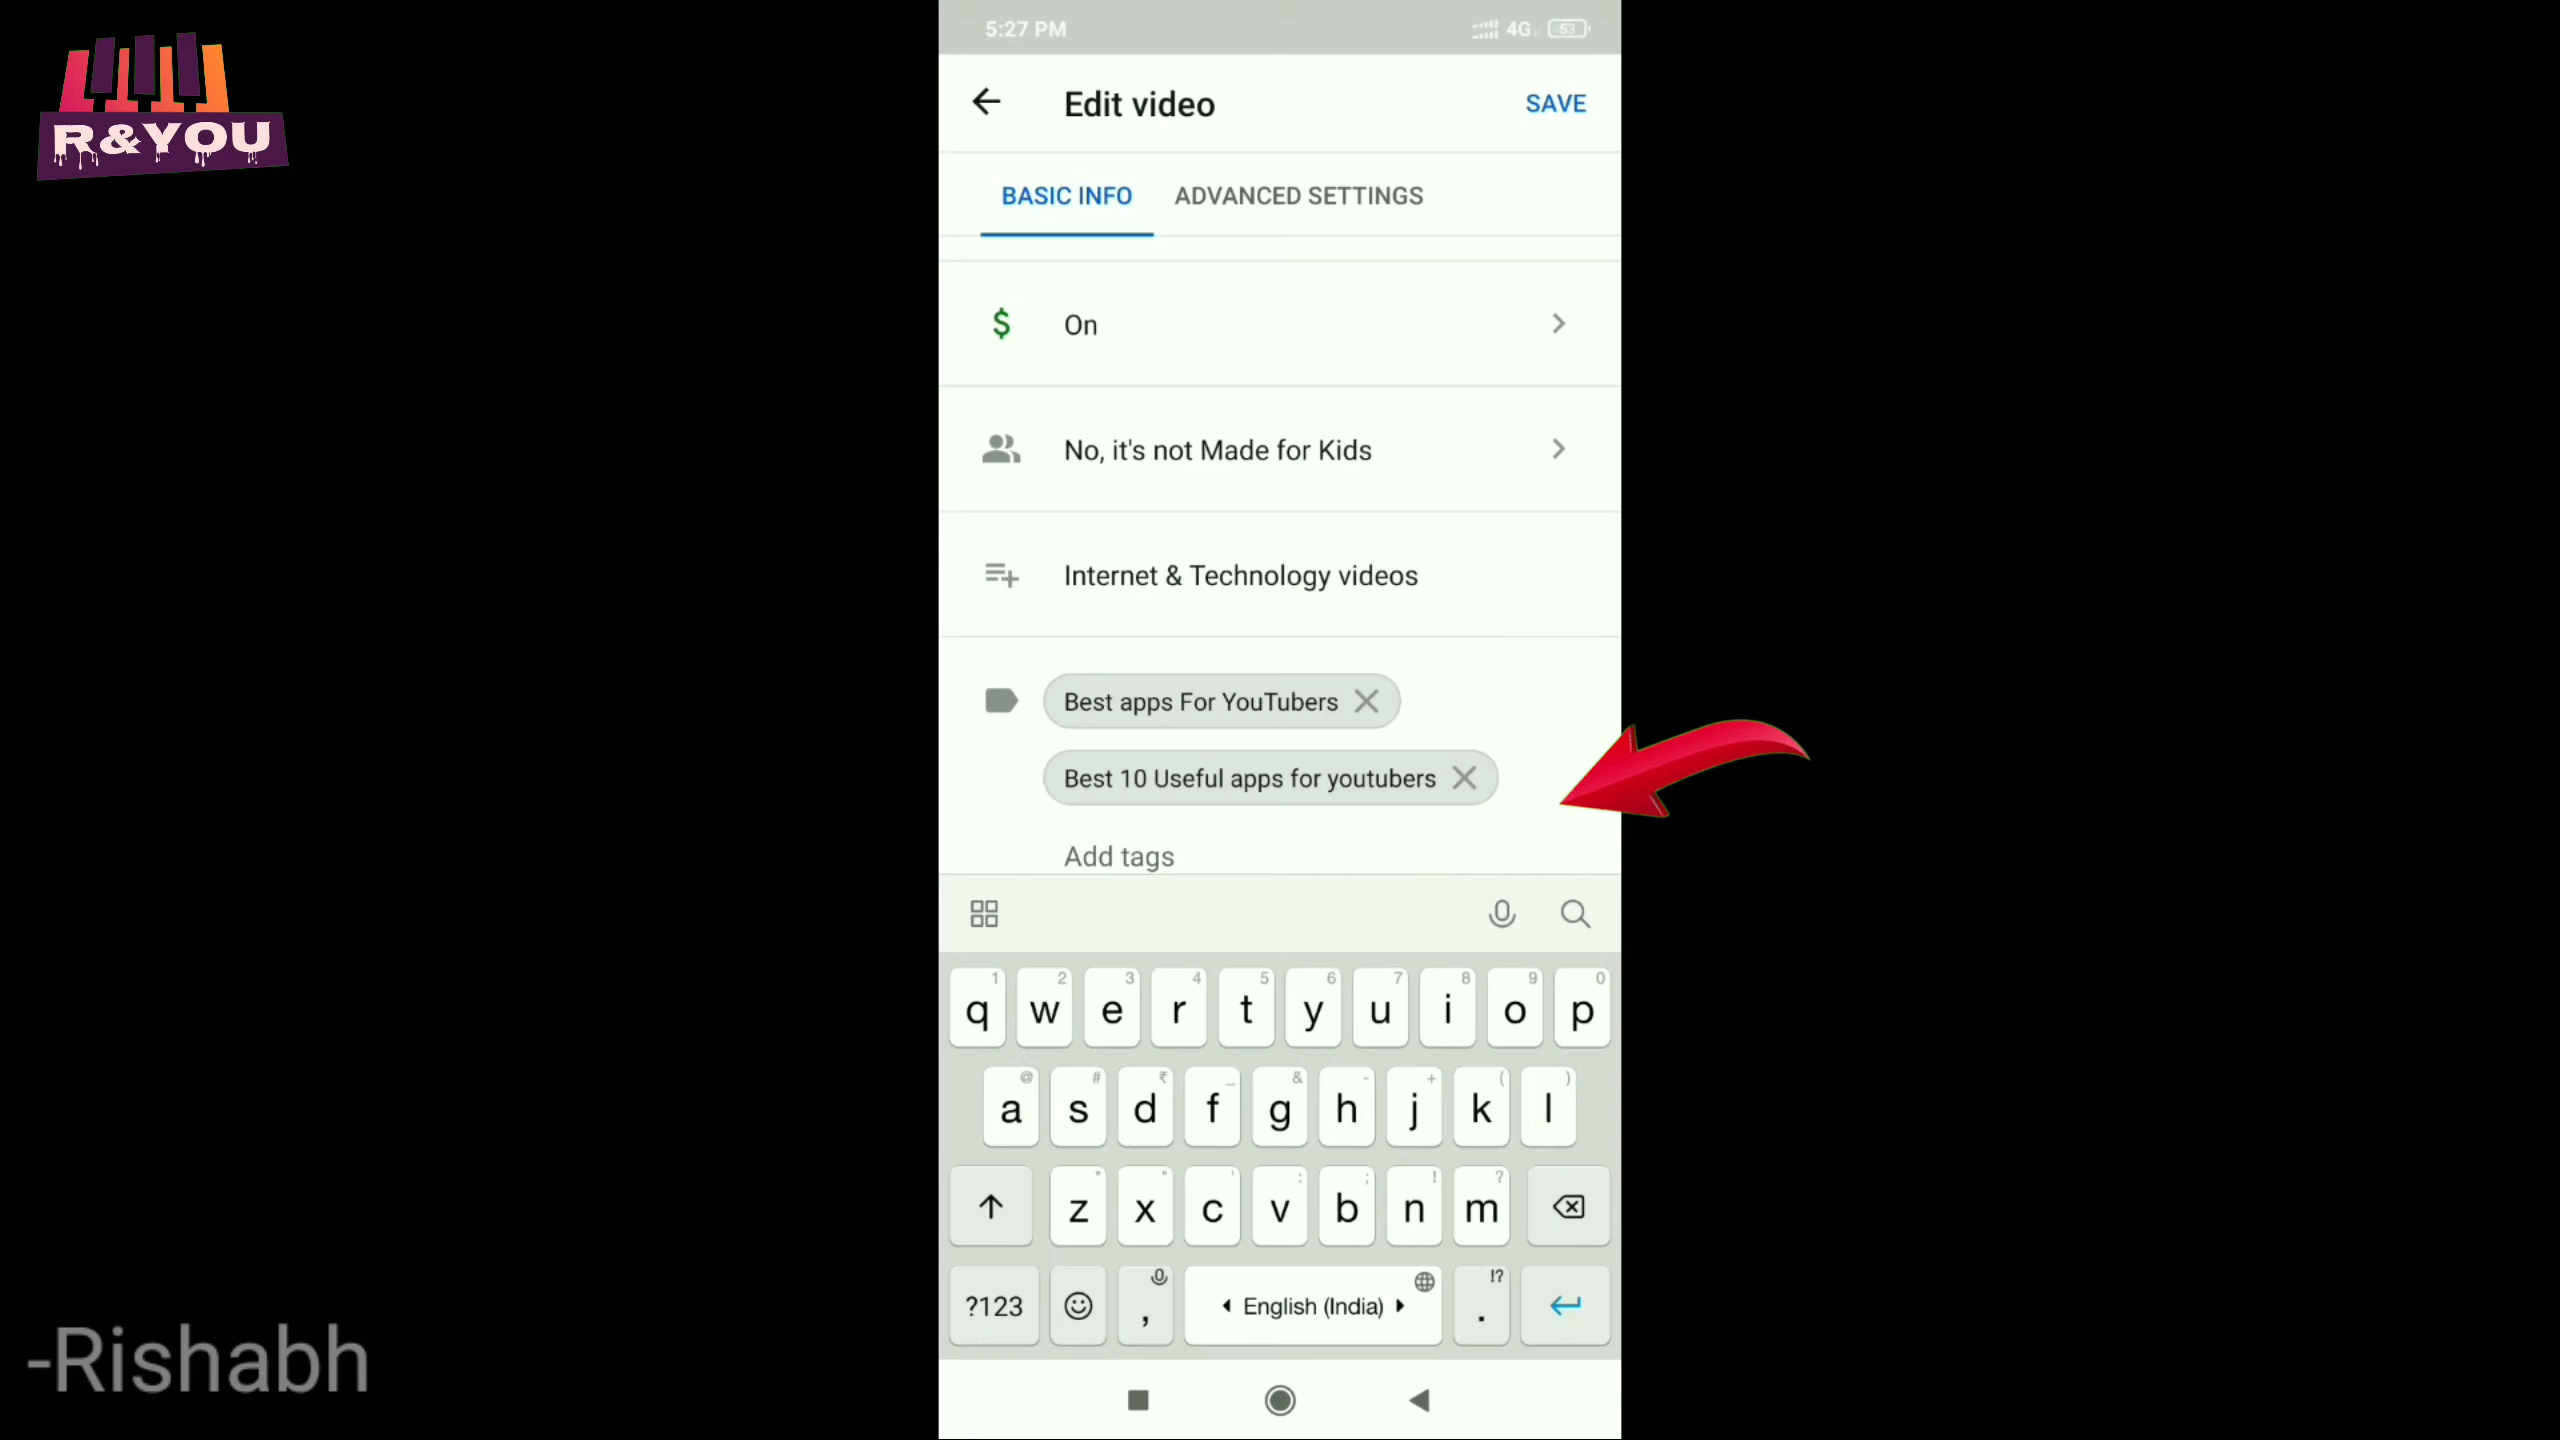 R&YOU
5:27 PM
4G
53
Edit video
SAVE
BASIC INFO
ADVANCED SETTINGS
$
On
No, it's not Made for Kids
Internet & Technology videos
Best apps For YouTubers
Best 10 Useful apps for youtubers
Add tags
1 2 3 4 5 6 7 8 9 0
q w e r t y u i o p
@ # ₹ _ & - + ( )
a s d f g h j k l
* " ' : ; ! ?
z x c v b n m
!?
?123 , English (India) .
-Rishabh